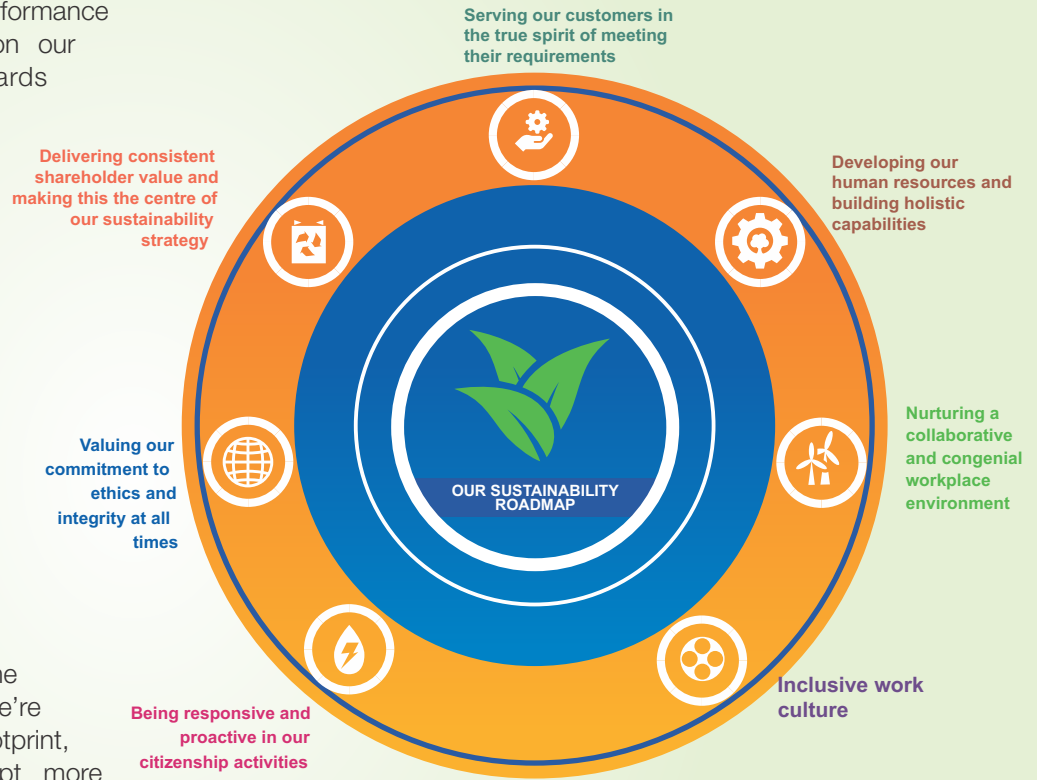 formance
on our
ards
Serving our customers in
the true spirit of meeting
their requirements
Delivering consistent
shareholder value and
making this the centre of
our sustainability
strategy
Developing our
human resources and
building holistic
capabilities
Valuing our
commitment to
ethics and
integrity at all
times
OUR SUSTAINABILITY
ROADMAP
Nurturing a
collaborative
and congenial
workplace
environment
Being responsive and
proactive in our
citizenship activities
Inclusive work
culture
ne
e're
otprint,
pt more